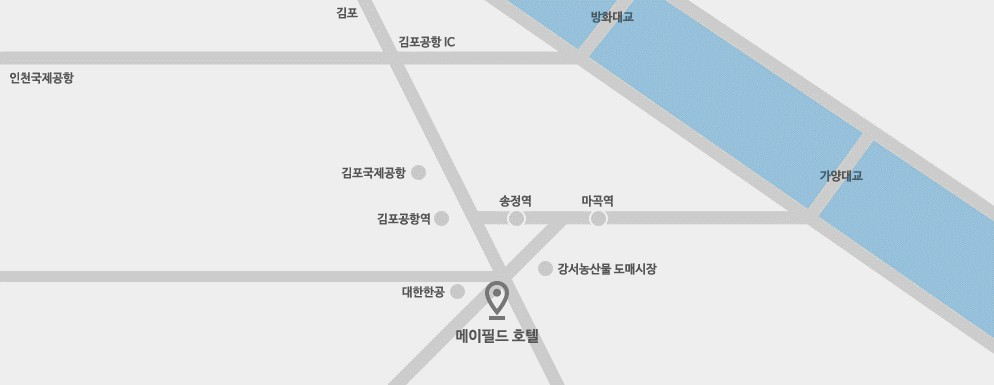 김포
방화대교
김포공항 IC
인천국제공항
김포국제공항
가양대교
송정역
마곡역
김포공항역
강서농산물 도매시장
대한한공
메이필드 호텔